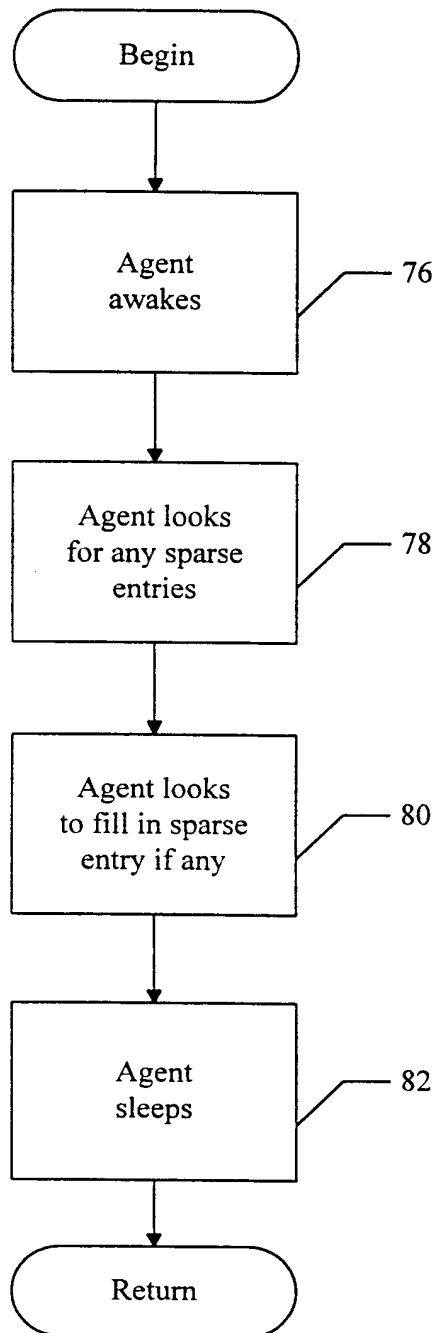 Begin
Agent
awakes
76
Agent looks
for any sparse
entries
78
Agent looks
to fill in sparse
entry if any
80
Agent
sleeps
82
Return